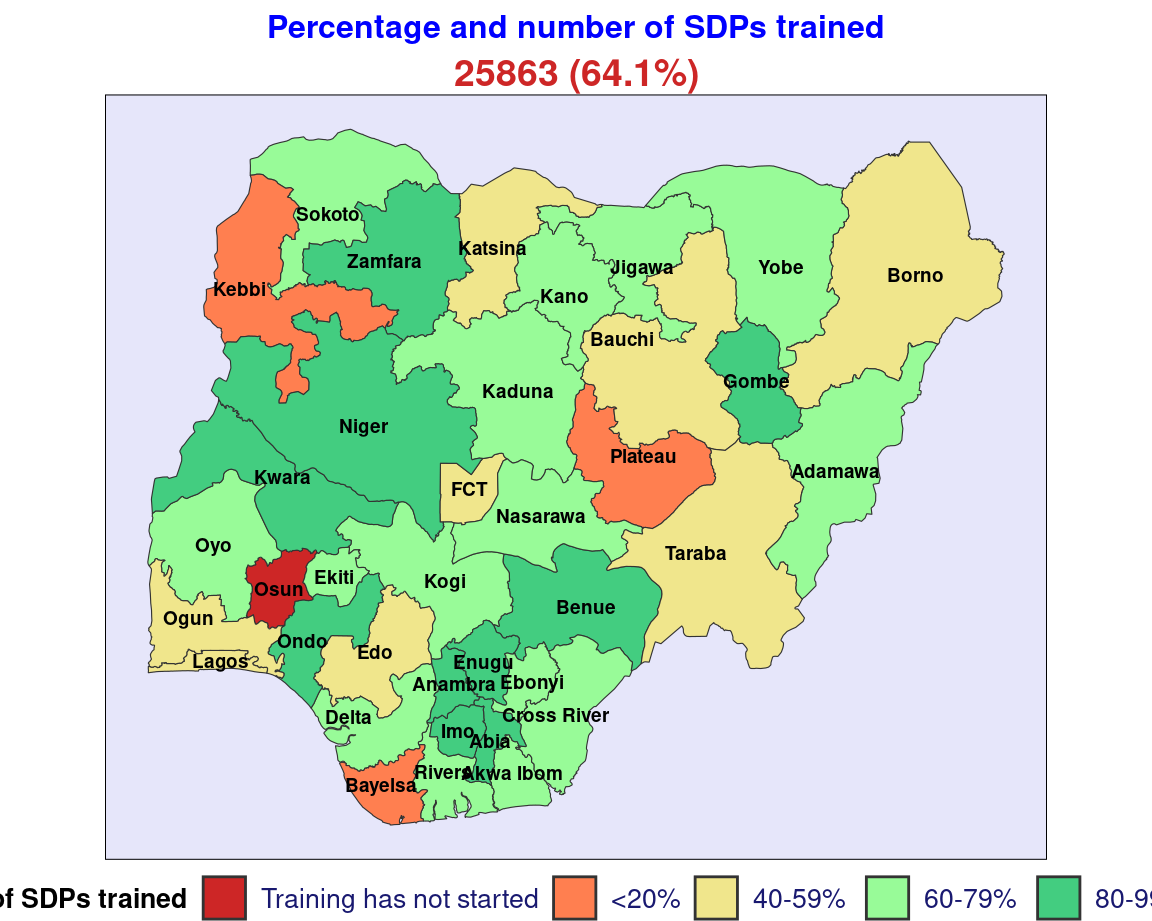 Percentage and number of SDPs trained
25863 (64.1%)
Sokoto
Katsina
Zamfara
Jigawa
Yobe
Borno
Kebbi
Kano
Bauchi
Gombe
Kaduna
Niger
Plateau
Adamawa
Kwara
FCT
Nasarawa
Oyo
Taraba
Ekiti
Kogi
Osun
Benue
Ogun
Ondo
Edo
Lagos
Enugu
Anambra
Ebonyi
Delta
Cross River
Imo
Abia
Rivers
Akwa Ibom
Bayelsa
of SDPs trained Training has not started <20% 40-59% 60-79% 80-99